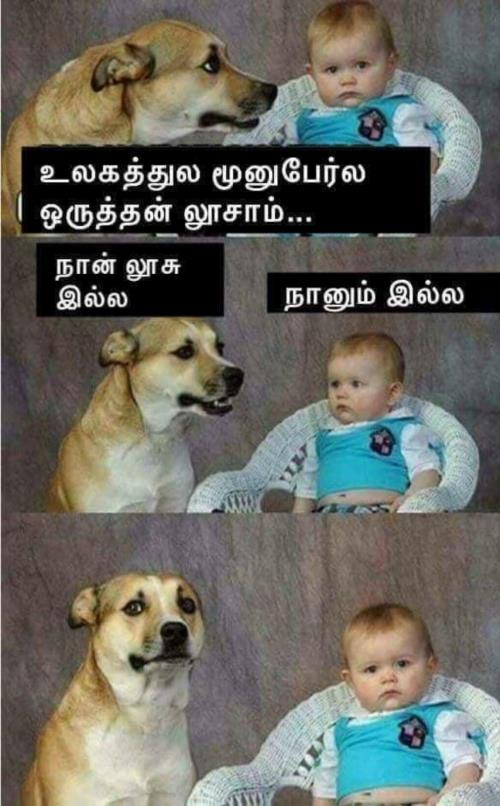 உலகத்துல மூனுபேர்ல
ஒருத்தன் லூசாம்...
நான் லூசு
இல்ல
நானும் இல்ல